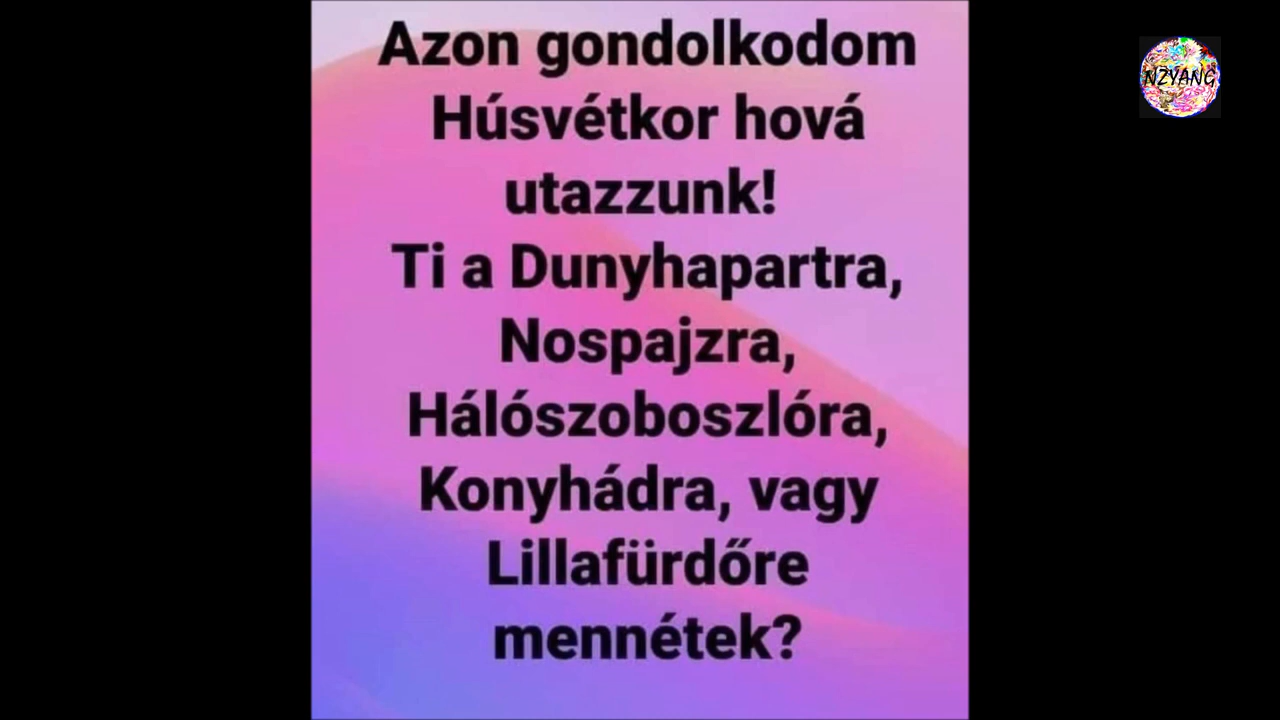 Azon gondolkodom
Húsvétkor hová
utazzunk!
Ti a Dunyhapartra,
Nospajzra,
Hálószoboszlóra,
Konyhádra, vagy
Lillafürdőre
mennétek?
NZYANG